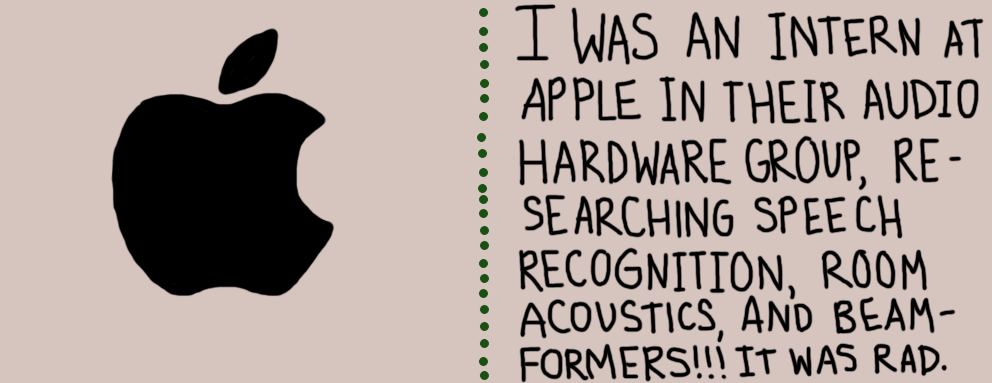 I WAS AN INTERN AT
APPLE IN THEIR AUDIO
HARDWARE GROUP, RE-
SEARCHING SPEECH
RECOGNITION, ROOM
ACOUSTICS, AND BEAM-
FORMERS!!! IT WAS RAD.